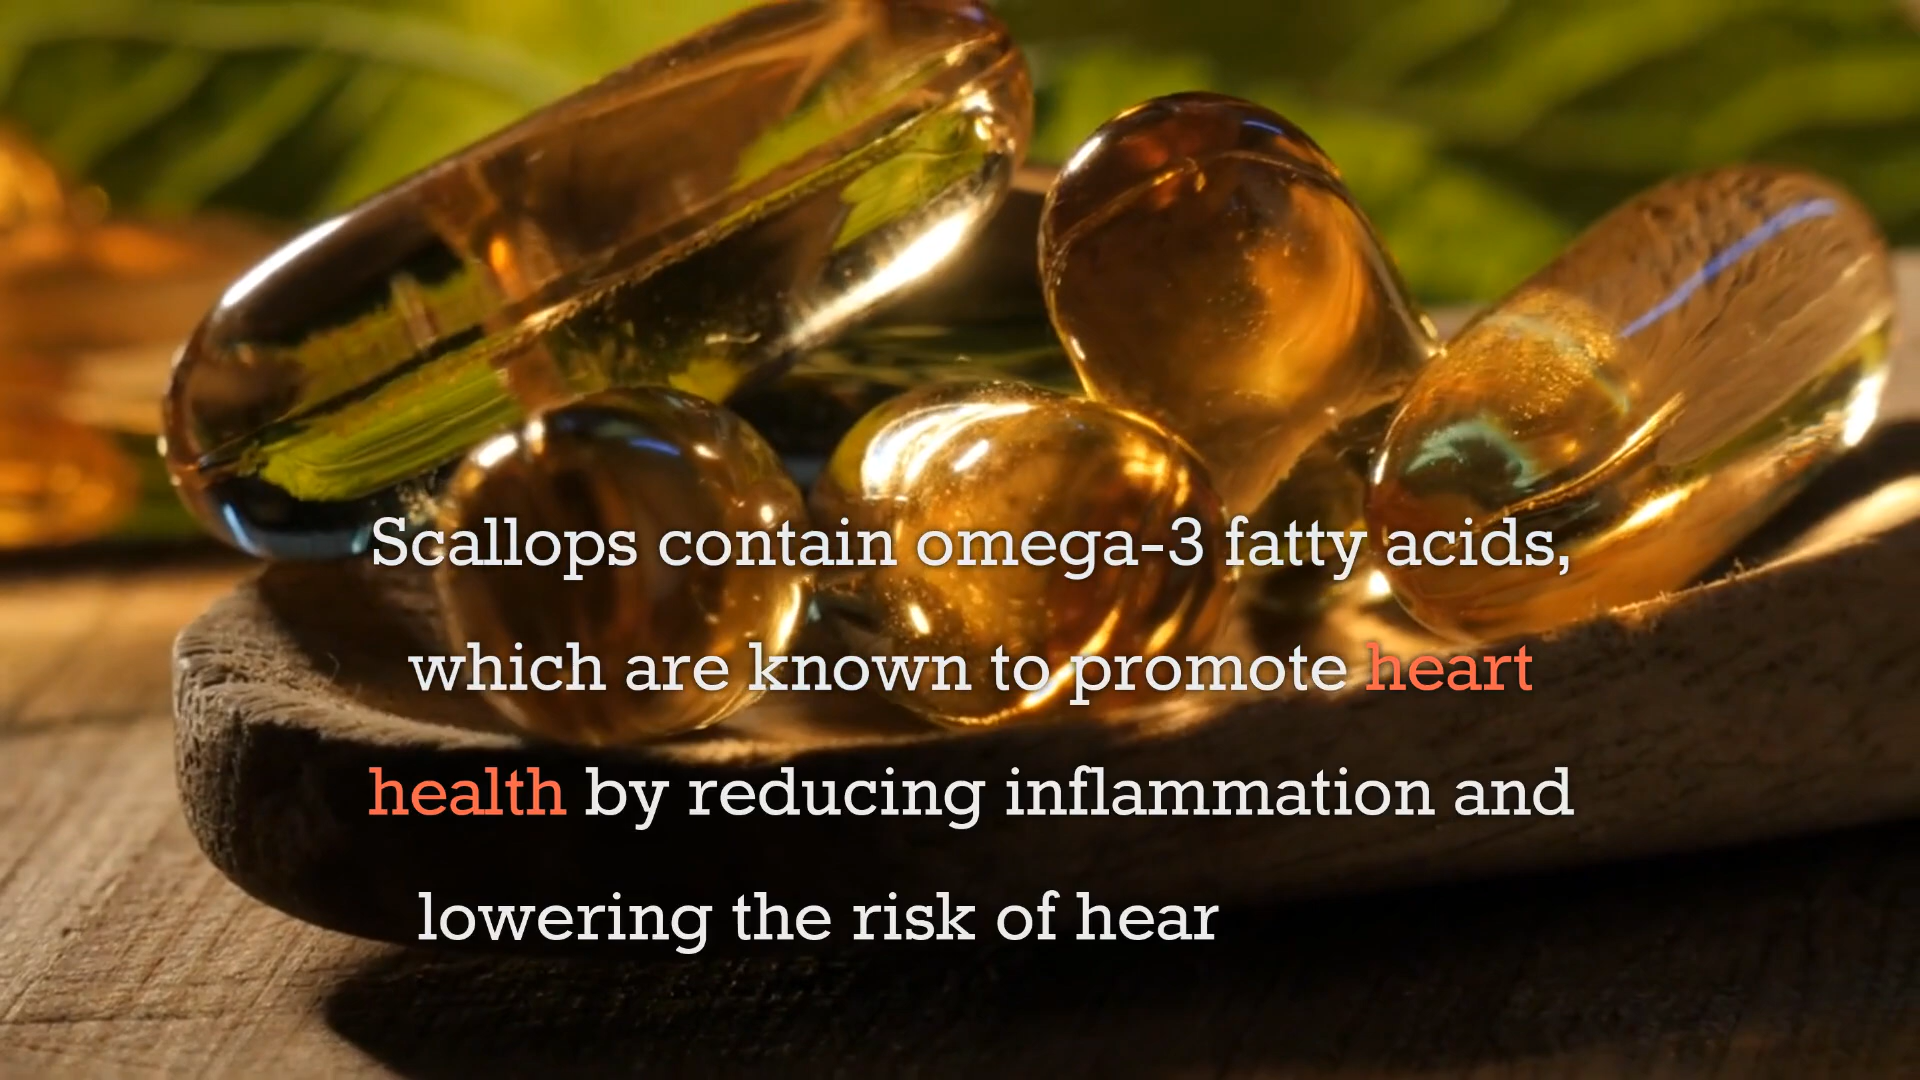 Scallops contain omega-3 fatty acids,
which are known to promote heart
health by reducing inflammation and
lowering the risk of hear